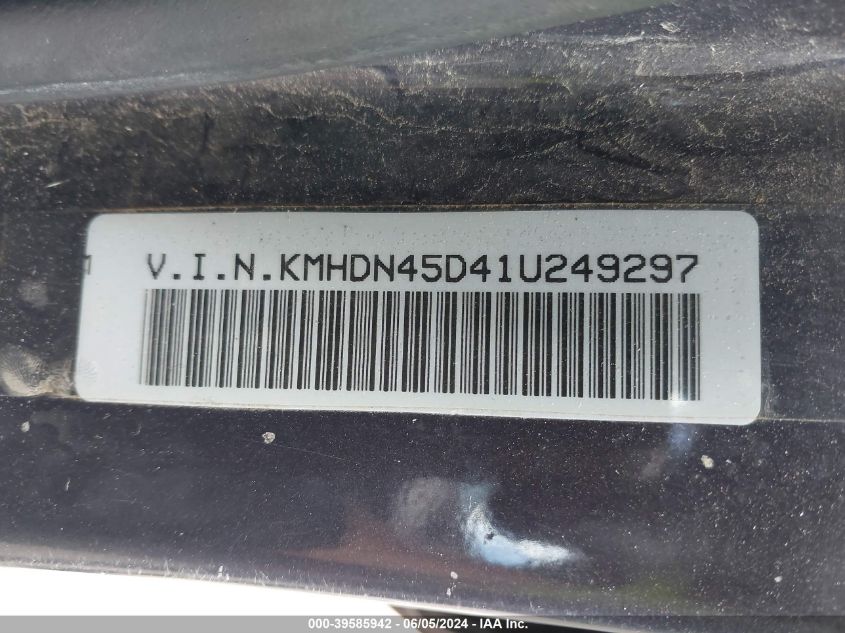 V.I.N.KMHDN45D41U249297
000-39585942 / 06/05/2024 - IAA Inc.